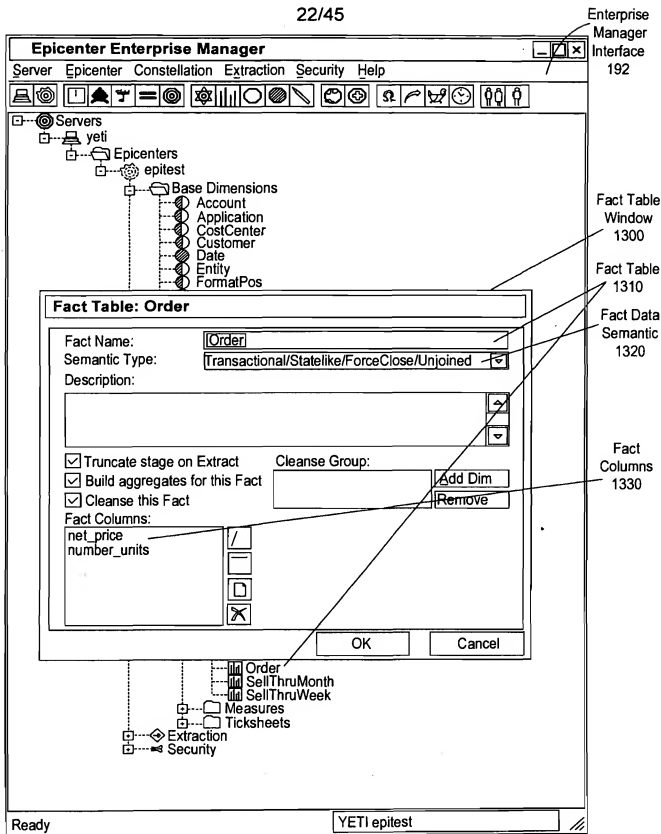 22/45
Enterprise
Manager
Interface
192
Epicenter Enterprise Manager
Server Epicenter Constellation Extraction Security Help
Servers
yeti
Epicenters
epitest
Base Dimensions
Account
Application
CostCenter
Customer
Date
Entity
FormatPos
Fact Table
Window
1300
Fact Table
1310
Fact Data
Semantic
1320
Fact
Columns
1330
Fact Table: Order
Fact Name: Order
Semantic Type: Transactional/Statelike/ForceClose/Unjoined
Description:
Truncate stage on Extract
Build aggregates for this Fact
Cleanse this Fact
Cleanse Group:
Add Dim
Remove
Fact Columns:
net_price
number_units
OK Cancel
Order
SellThruMonth
SellThruWeek
Measures
Ticksheets
Extraction
Security
Ready YETI epitest